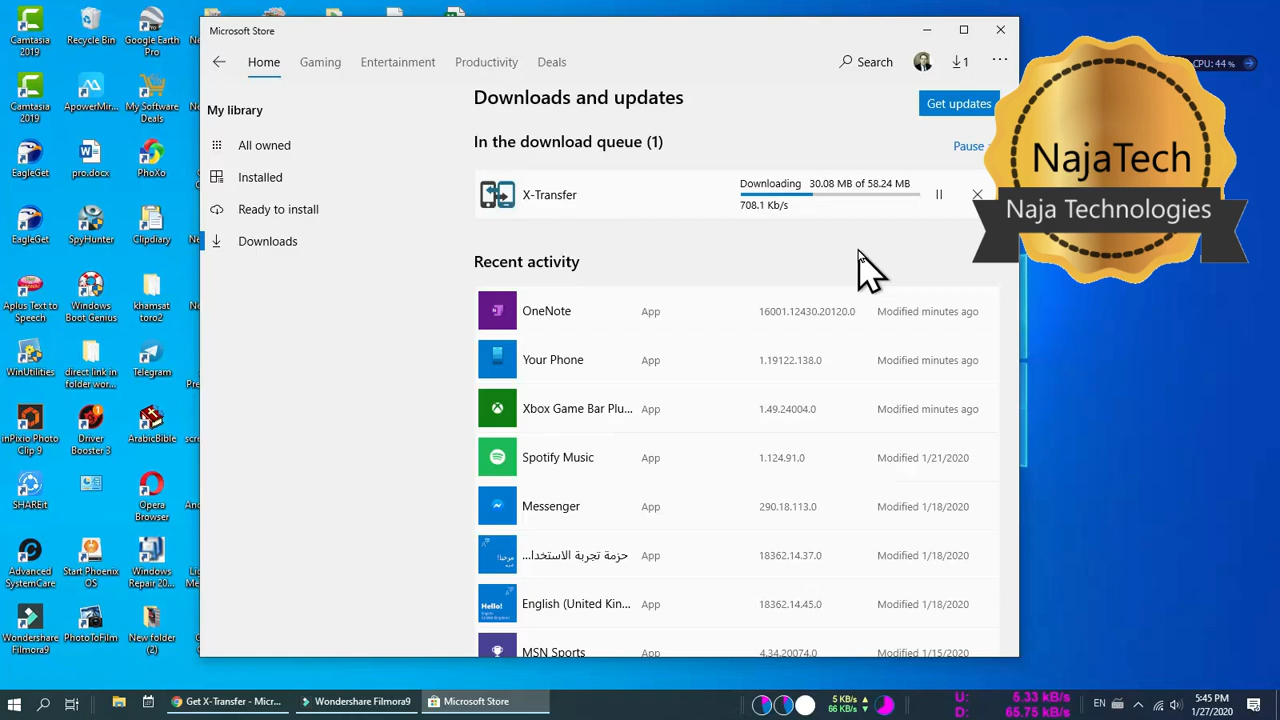 Microsoft Store
Home Gaming Entertainment Productivity Deals Search 1 ...
My library
All owned
Installed
Ready to install
Downloads
Downloads and updates
Get updates
In the download queue (1)
Pause
X-Transfer
Downloading 30.08 MB of 58.24 MB
708.1 Kb/s
Recent activity
OneNote App 16001.12430.20120.0 Modified minutes ago
Your Phone App 1.19122.138.0 Modified minutes ago
Xbox Game Bar Plu... App 1.49.24004.0 Modified minutes ago
Spotify Music App 1.124.91.0 Modified 1/21/2020
Messenger App 290.18.113.0 Modified 1/18/2020
حزمة تجربة الاستخدا... App 18362.14.37.0 Modified 1/18/2020
English (United Kin... App 18362.14.45.0 Modified 1/18/2020
MSN Sports App 4.34.20074.0 Modified 1/15/2020
CPU: 44 %
NajaTech
Naja Technologies
Camtasia 2019
Recycle Bin
Google Earth Pro
Camtasia 2019
ApowerMir...
My Software Deals
EagleGet
pro.docx
PhoXo
EagleGet
SpyHunter
Clipdiary
Aplus Text to Speech
Windows Boot Genius
khamsat toro2
WinUtilities
direct link in folder wor...
Telegram
inPixio Photo Clip 9
Driver Booster 3
ArabicBible
SHAREit
Opera Browser
Advanced SystemCare
Start Phoenix OS
Windows Repair 20...
Wondershare Filmora9
PhotoToFilm
New folder (2)
Get X-Transfer - Micr...
Wondershare Filmora9
Microsoft Store
5 KB/s
66 KB/s
U: 5.33 kB/s
D: 65.75 kB/s
EN
5:45 PM
1/27/2020